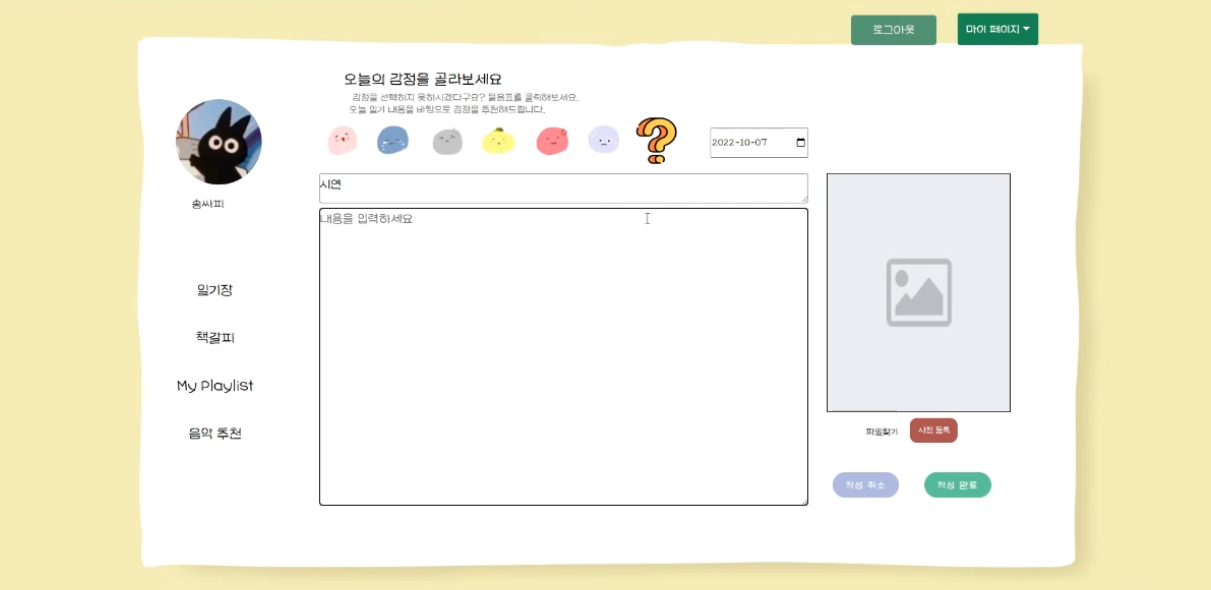 로그아웃
마이 페이지
오늘의 감정을 골라보세요
감정을 선택하지 못하시겠다구요? 물음표를 클릭해보세요.
오늘 일기 내용을 바탕으로 감정을 추천해드립니다.
2022-10-07
시연
내용을 입력하세요
솜싸피
일기장
책갈피
My Playlist
음악 추천
파일찾기
사진 등록
작성 취소
작성 완료